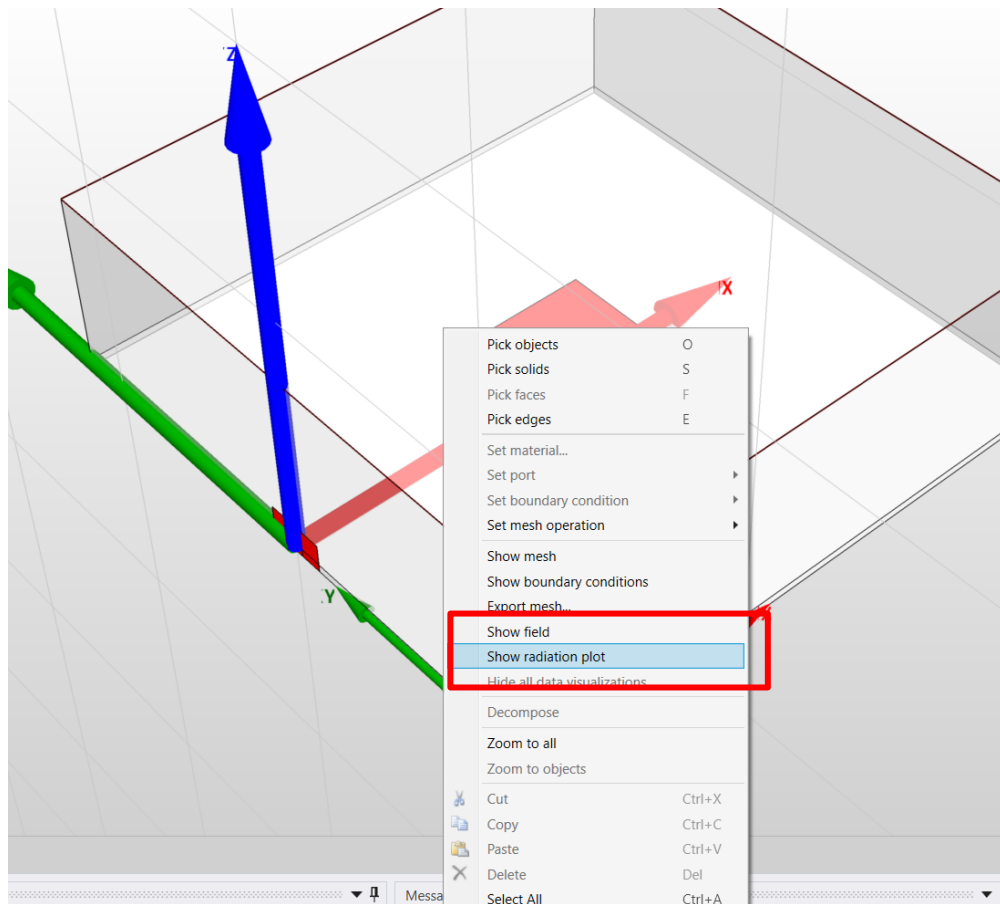 Z
X
Pick objects O
Pick solids S
Pick faces F
Pick edges E
Set material...
Set port
Set boundary condition
Set mesh operation
Show mesh
Y
Show boundary conditions
Export mesh...
Show field
Show radiation plot
Hide all data visualizations
Decompose
Zoom to all
Zoom to objects
Cut Ctrl+X
Copy Ctrl+C
Paste Ctrl+V
Delete Del
Messa
Select All Ctrl+A